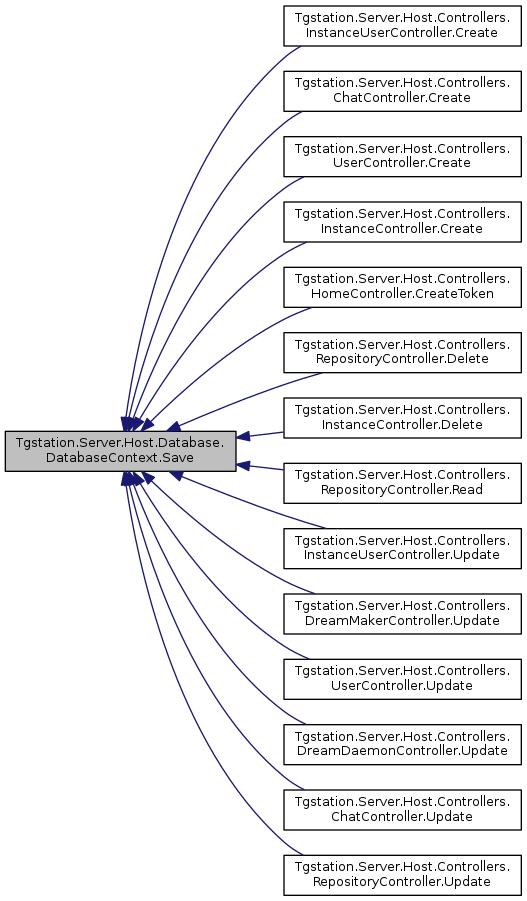 Tgstation.Server.Host.Controllers.
InstanceUserController.Create
Tgstation.Server.Host.Controllers.
ChatController.Create
Tgstation.Server.Host.Controllers.
UserController.Create
Tgstation.Server.Host.Controllers.
InstanceController.Create
Tgstation.Server.Host.Controllers.
HomeController.CreateToken
Tgstation.Server.Host.Controllers.
RepositoryController.Delete
Tgstation.Server.Host.Controllers.
InstanceController.Delete
Tgstation.Server.Host.Database.
DatabaseContext.Save
Tgstation.Server.Host.Controllers.
RepositoryController.Read
Tgstation.Server.Host.Controllers.
InstanceUserController.Update
Tgstation.Server.Host.Controllers.
DreamMakerController.Update
Tgstation.Server.Host.Controllers.
UserController.Update
Tgstation.Server.Host.Controllers.
DreamDaemonController.Update
Tgstation.Server.Host.Controllers.
ChatController.Update
Tgstation.Server.Host.Controllers.
RepositoryController.Update